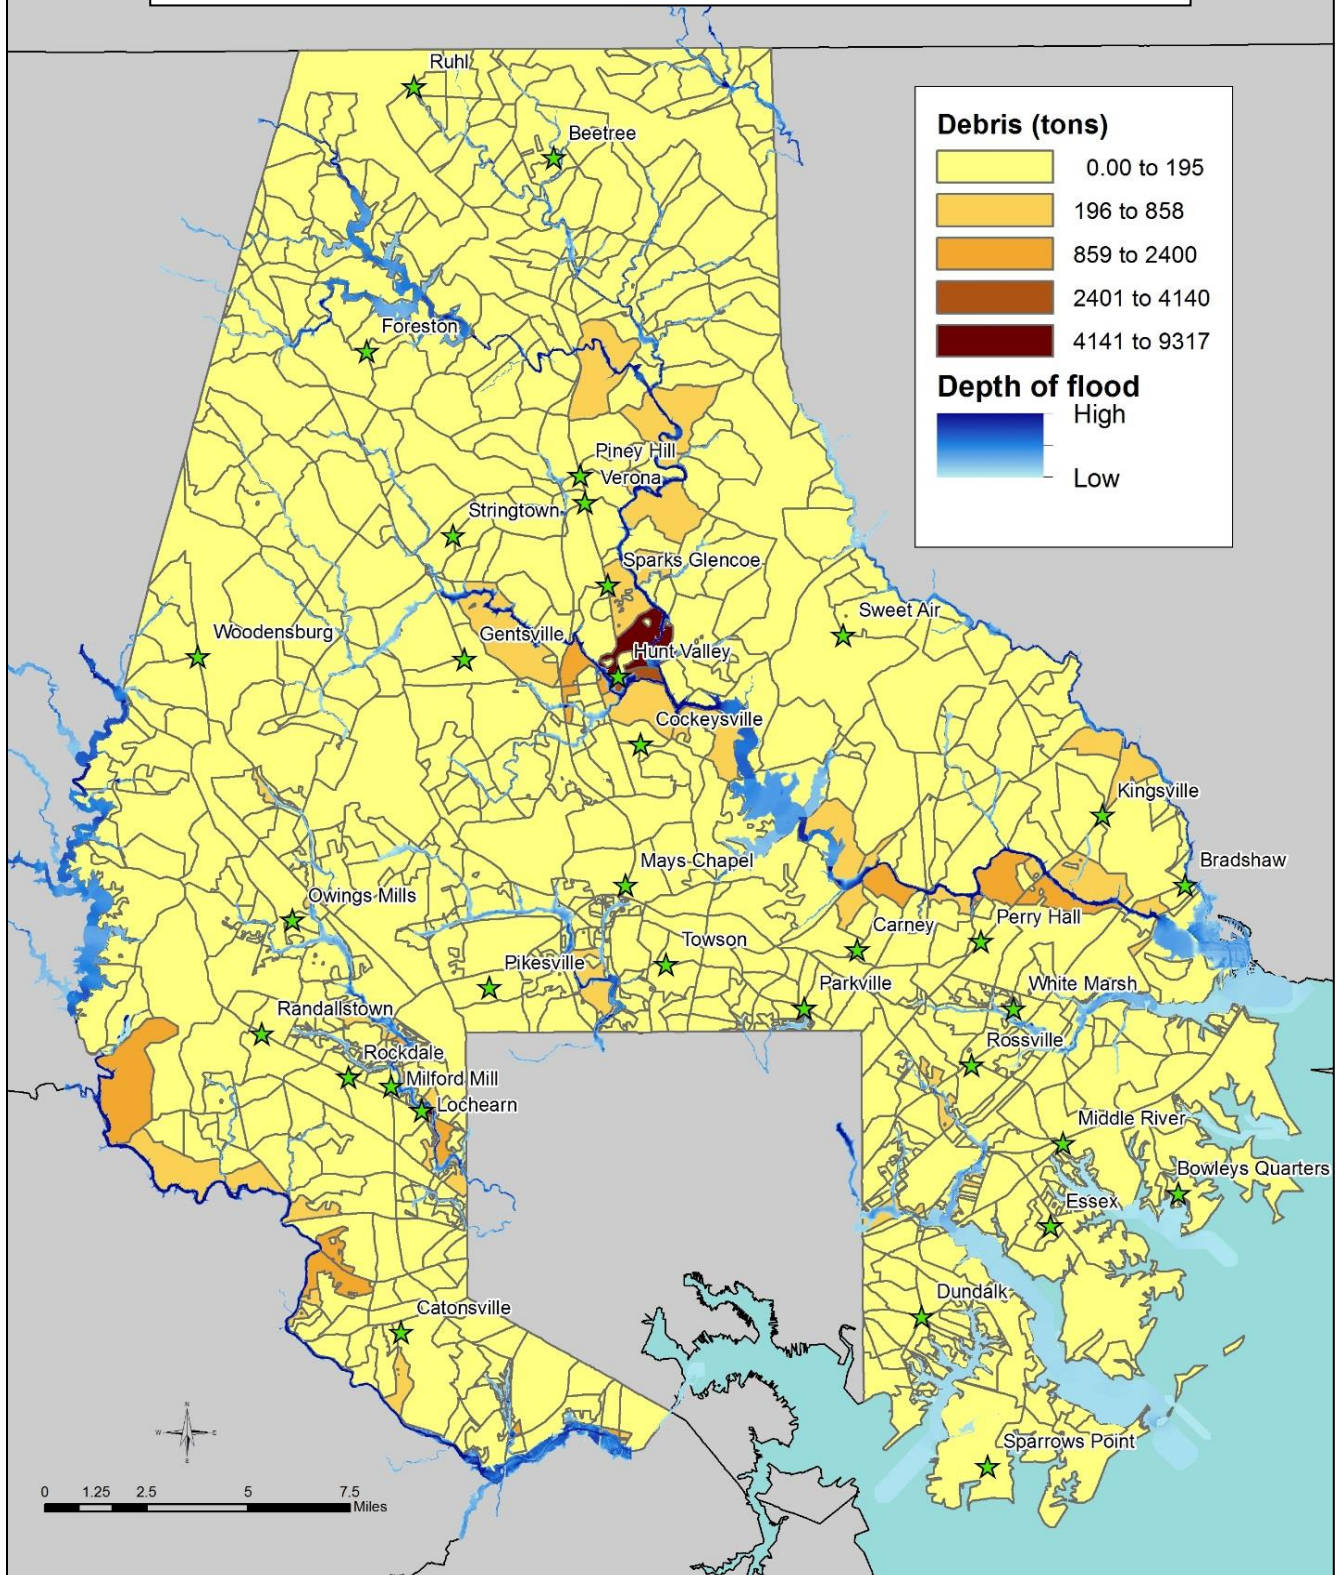 Ruhl
Beetree
Foreston
Piney Hill
Verona
Stringtown
Sparks Glencoe
Sweet Air
Woodensburg
Gentsville
Hunt Valley
Cockeysville
Kingsville
Mays Chapel
Bradshaw
Owings Mills
Carney
Perry Hall
Towson
Pikesville
Parkville
White Marsh
Randallstown
Rossville
Rockdale
Milford Mill
Lochearn
Middle River
Bowleys Quarters
Essex
Dundalk
Catonsville
Sparrows Point
Debris (tons)
0.00 to 195
196 to 858
859 to 2400
2401 to 4140
4141 to 9317
Depth of flood
High
Low
N
W E
S
0 1.25 2.5 5 7.5
Miles